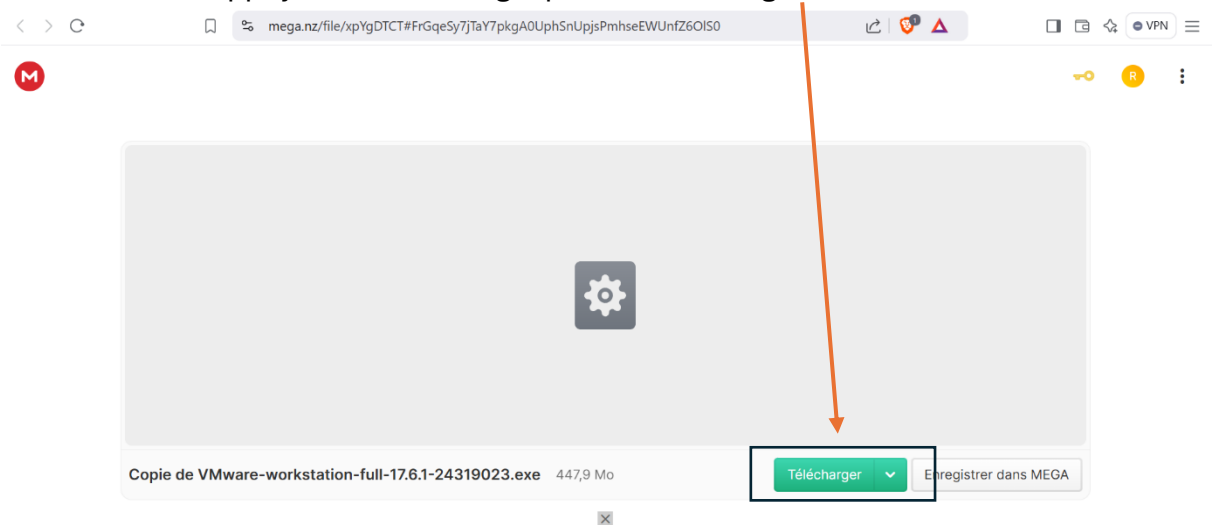 mega.nz/file/xpYgDTCT#FrGqeSy7jTaY7pkgA0UphSnUpjsPmhseEWUnfZ6OlS0
1
VPN
M
R
Copie de VMware-workstation-full-17.6.1-24319023.exe 447,9 Mo
Télécharger
Enregistrer dans MEGA